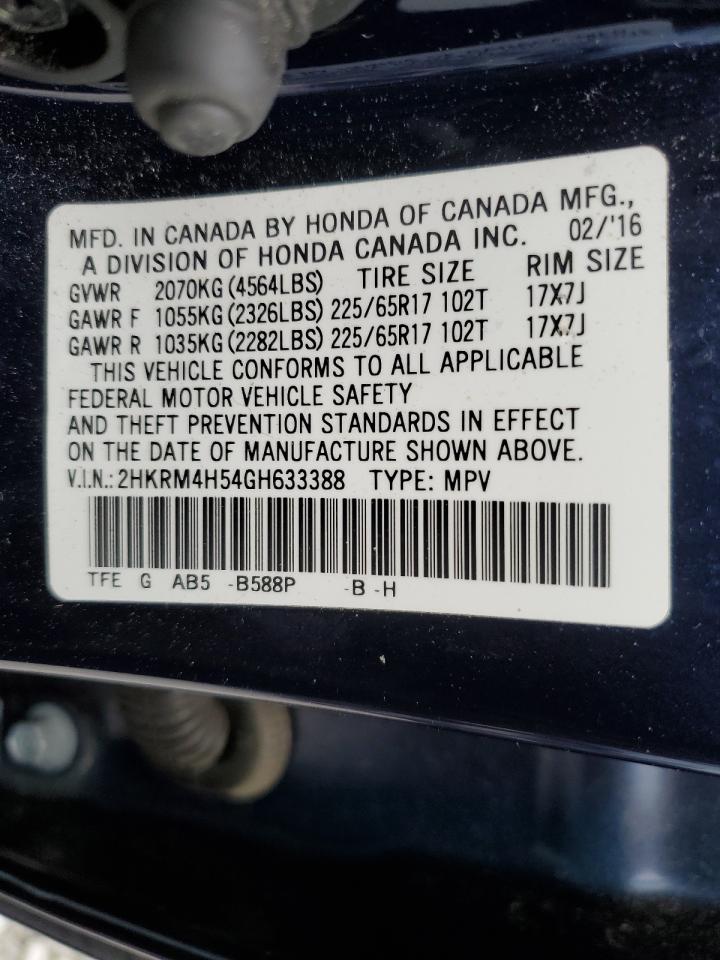 MFD. IN CANADA BY HONDA OF CANADA MFG.,
A DIVISION OF HONDA CANADA INC. 02/'16
GVWR 2070KG (4564LBS) TIRE SIZE RIM SIZE
GAWR F 1055KG (2326LBS) 225/65R17 102T 17X7J
GAWR R 1035KG (2282LBS) 225/65R17 102T 17X7J
THIS VEHICLE CONFORMS TO ALL APPLICABLE
FEDERAL MOTOR VEHICLE SAFETY
AND THEFT PREVENTION STANDARDS IN EFFECT
ON THE DATE OF MANUFACTURE SHOWN ABOVE.
V.I.N.: 2HKRM4H54GH633388 TYPE: MPV
TFE G AB5 -B588P -B -H